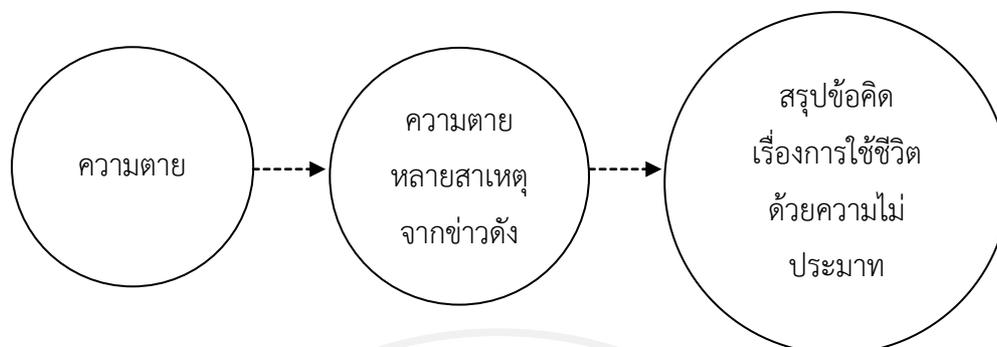 ความตาย
ความตาย
หลายสาเหตุ
จากข่าวดัง
สรุปข้อคิด
เรื่องการใช้ชีวิต
ด้วยความไม่
ประมาท